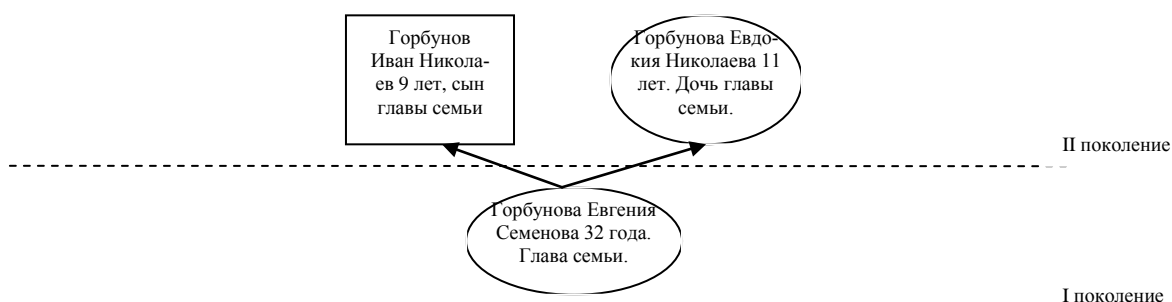 Горбунов
Иван Никола-
ев 9 лет, сын
главы семьи
Горбунова Евдо-
кия Николаева 11
лет. Дочь главы
семьи.
II поколение
Горбунова Евгения
Семенова 32 года.
Глава семьи.
I поколение